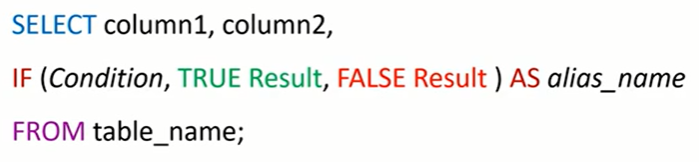 SELECT column1, column2,
IF (Condition, TRUE Result, FALSE Result ) AS alias_name
FROM table_name;